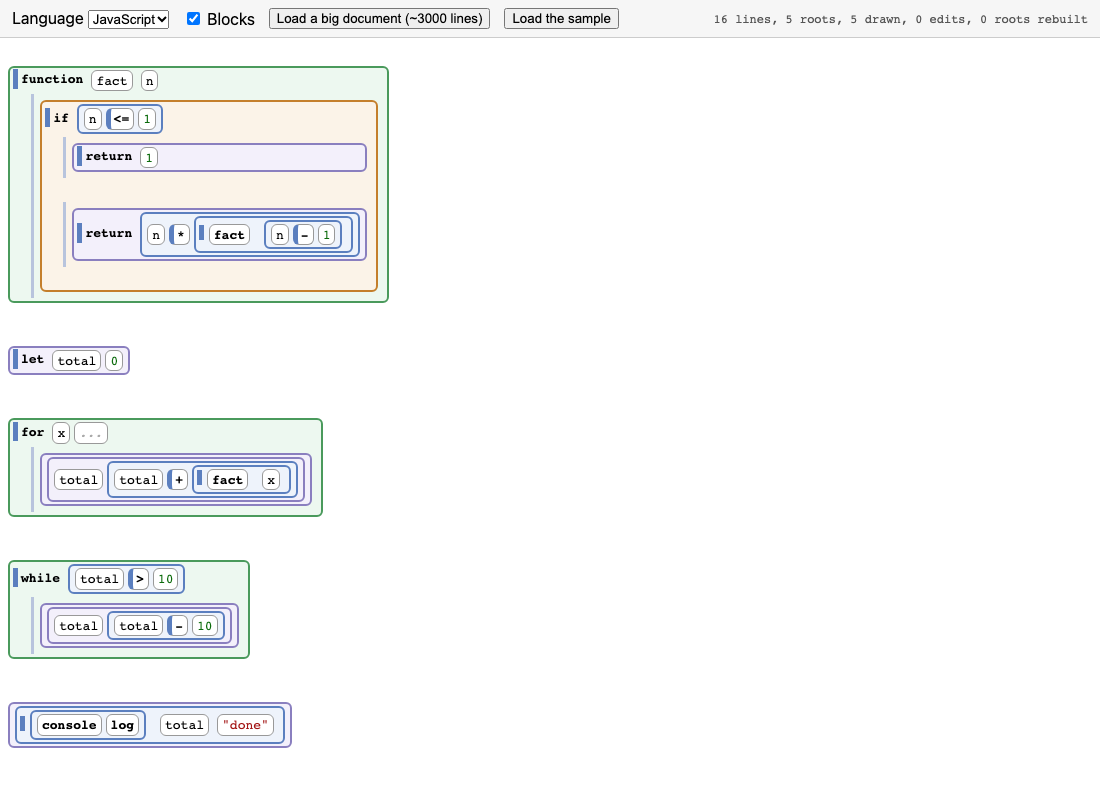 Language JavaScript Blocks Load a big document (~3000 lines) Load the sample 16 lines, 5 roots, 5 drawn, 0 edits, 0 roots rebuilt
function fact n
if n <= 1
return 1
return n * fact n - 1
let total 0
for x ...
total total + fact x
while total > 10
total total - 10
console log total "done"